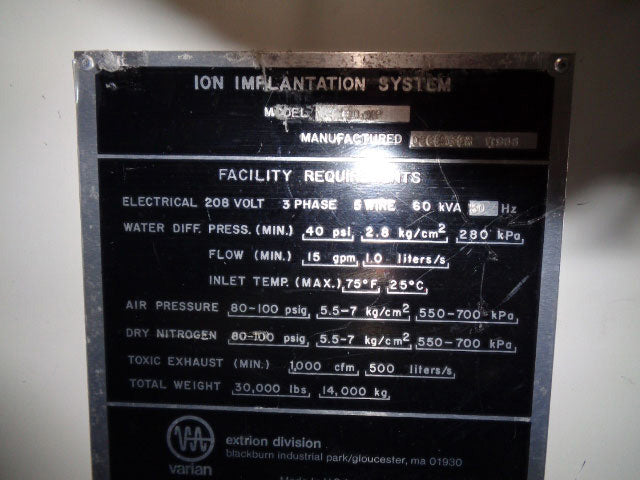 ION IMPLANTATION SYSTEM
MODEL
MANUFACTURED
FACILITY REQUIREMENTS
ELECTRICAL 208 VOLT 3 PHASE 5 WIRE 60 kVA Hz
WATER DIFF. PRESS. (MIN.) 40 psi, 2.8 kg/cm², 280 kPa,
FLOW (MIN.) 15 gpm, 1.0 liters/s
INLET TEMP. (MAX.) 75°F, 25°C,
AIR PRESSURE 80-100 psig, 5.5-7 kg/cm², 550-700 kPa,
DRY NITROGEN 80-100 psig, 5.5-7 kg/cm², 550-700 kPa,
TOXIC EXHAUST (MIN.) 1,000 cfm, 500 liters/s,
TOTAL WEIGHT 30,000 lbs, 14,000 kg,
extrion division
blackburn industrial park/gloucester, ma 01930
varian